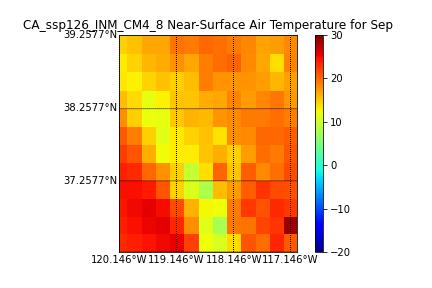 CA_ssp126_INM_CM4_8 Near-Surface Air Temperature for Sep
39.2577°N
38.2577°N
37.2577°N
120.146°W 119.146°W 118.146°W 117.146°W
30
20
10
0
−10
−20